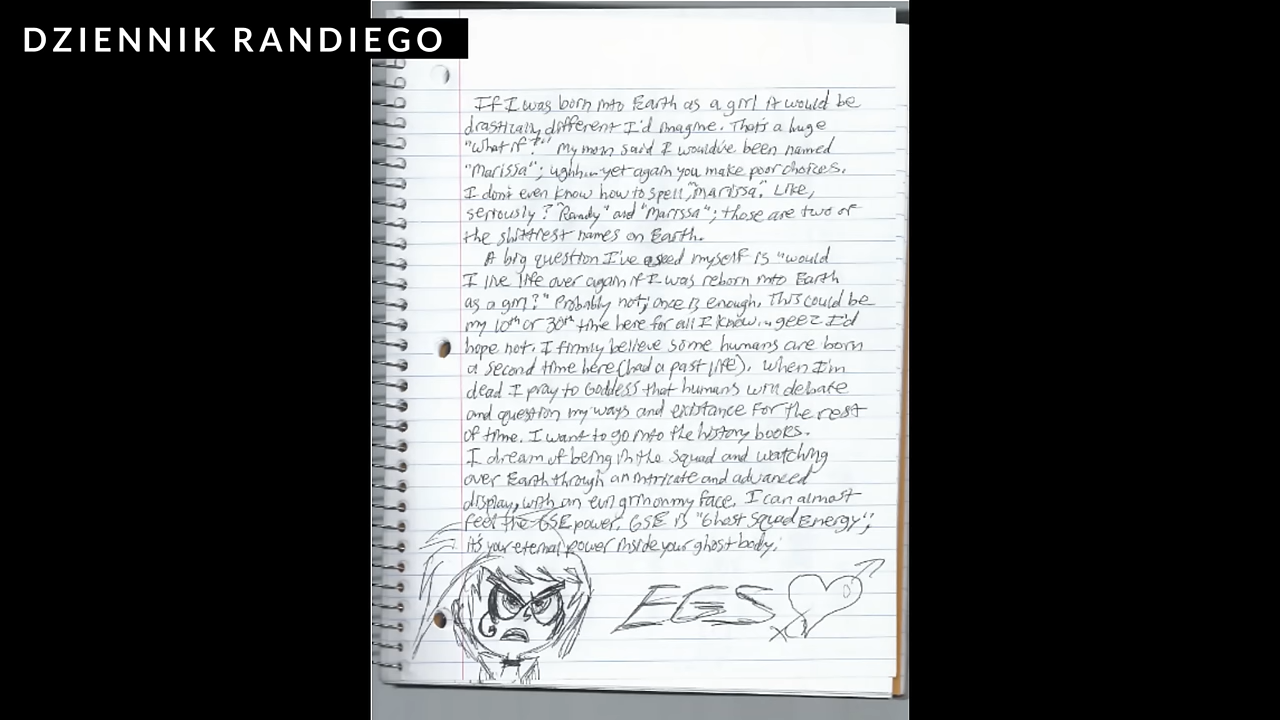 DZIENNIK RANDIEGO
If I was born into Earth as a girl it would be
drastically different I'd imagine. That's a huge
"what if?" My mom said I would've been named
"Marissa"; ughh... yet again you make poor choices.
I don't even know how to spell, "Marissa". Like,
seriously? "Randy" and "Marissa"; those are two of
the shittiest names on Earth.
A big question I've asked myself is "would
I live life over again if I was reborn into Earth
as a girl?" Probably not; once is enough. This could be
my 10th or 30th time here for all I know... geez I'd
hope not. I firmly believe some humans are born
a second time here (had a past life). When I'm
dead I pray to Goddess that humans will debate
and question my ways and existance for the rest
of time. I want to go into the history books.
I dream of being in the squad and watching
over Earth through an intricate and advanced
display, with an evil grin on my face. I can almost
feel the GSE power. GSE is "Ghost Squad Energy";
it's your eternal power inside your ghost body.
EGS